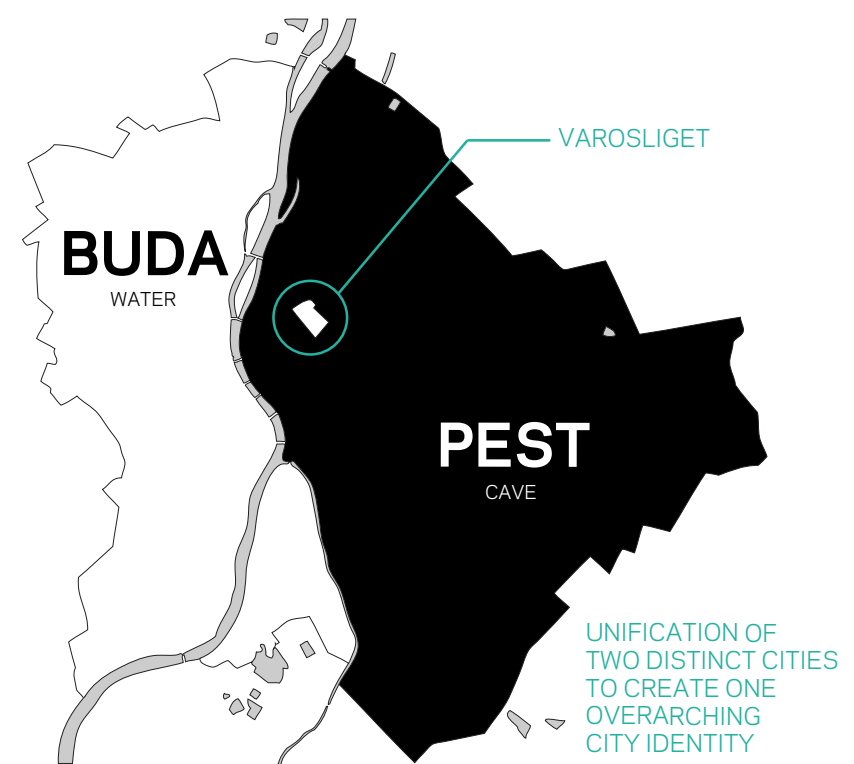 VAROSLIGET
BUDA
WATER
PEST
CAVE
UNIFICATION OF
TWO DISTINCT CITIES
TO CREATE ONE
OVERARCHING
CITY IDENTITY